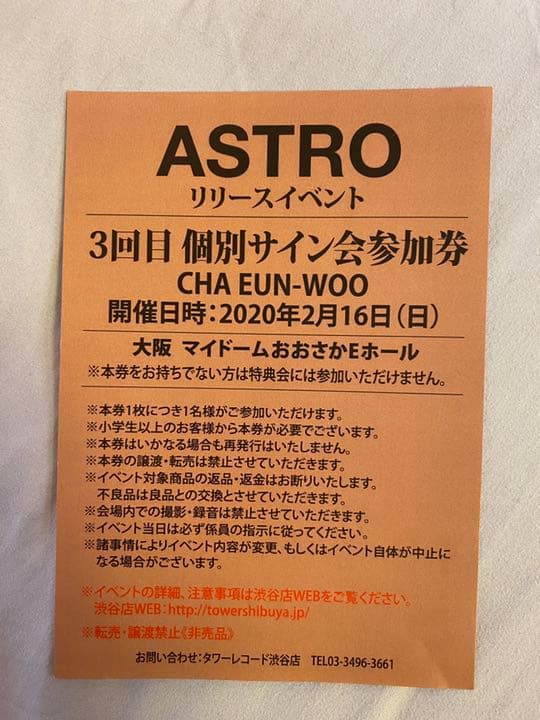 ASTRO
リリースイベント
3回目 個別サイン会参加券
CHA EUN-WOO
開催日時：2020年2月16日（日）
大阪 マイドームおおさかEホール
※本券をお持ちでない方は特典会には参加いただけません。
※本券1枚につき1名様がご参加いただけます。
※小学生以上のお客様から本券が必要でございます。
※本券はいかなる場合も再発行はいたしません。
※本券の譲渡・転売は禁止させていただきます。
※イベント対象商品の返品・返金はお断りいたします。
不良品は良品との交換とさせていただきます。
※会場内での撮影・録音は禁止させていただきます。
※イベント当日は必ず係員の指示に従ってください。
※諸事情によりイベント内容が変更、もしくはイベント自体が中止に
なる場合がございます。
※イベントの詳細、注意事項は渋谷店WEBをご覧ください。
渋谷店WEB：http://towershibuya.jp/
※転売・譲渡禁止《非売品》
お問い合わせ：タワーレコード渋谷店 TEL03-3496-3661